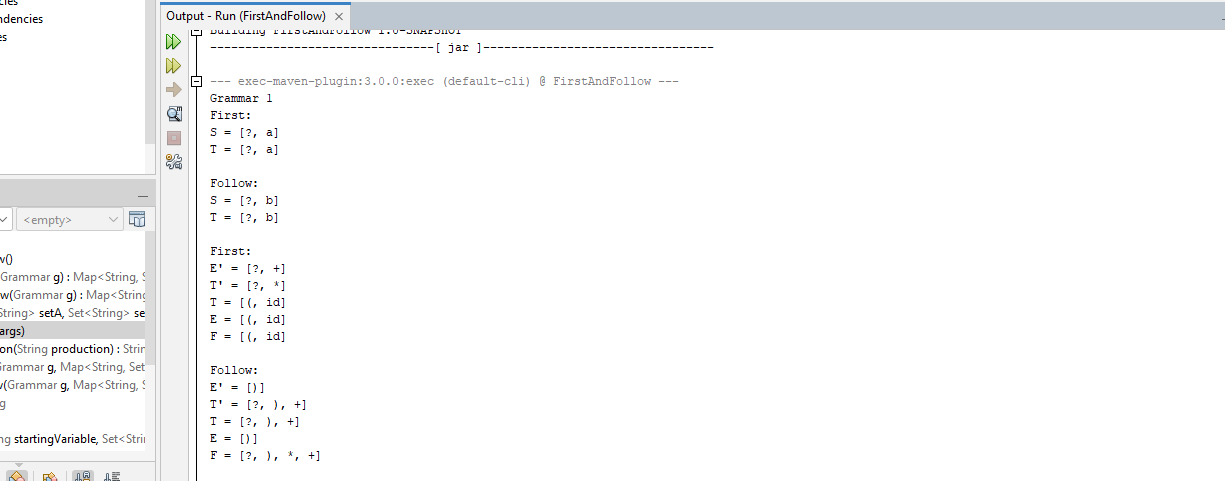 cies
ndencies
es
Output - Run (FirstAndFollow)
Building FirstAndFollow 1.0-SNAPSHOT
--------------------------------[ jar ]---------------------------------
--- exec-maven-plugin:3.0.0:exec (default-cli) @ FirstAndFollow ---
Grammar 1
First:
S = [?, a]
T = [?, a]
Follow:
S = [?, b]
T = [?, b]
First:
E' = [?, +]
T' = [?, *]
T = [(, id]
E = [(, id]
F = [(, id]
Follow:
E' = [)]
T' = [?, ), +]
T = [?, ), +]
E = [)]
F = [?, ), *, +]
<empty>
w()
Grammar g) : Map<String, S
w(Grammar g) : Map<String
String> setA, Set<String> se
args)
on(String production) : Strin
Grammar g, Map<String, Set
w(Grammar g, Map<String, S
g
ng startingVariable, Set<Stri